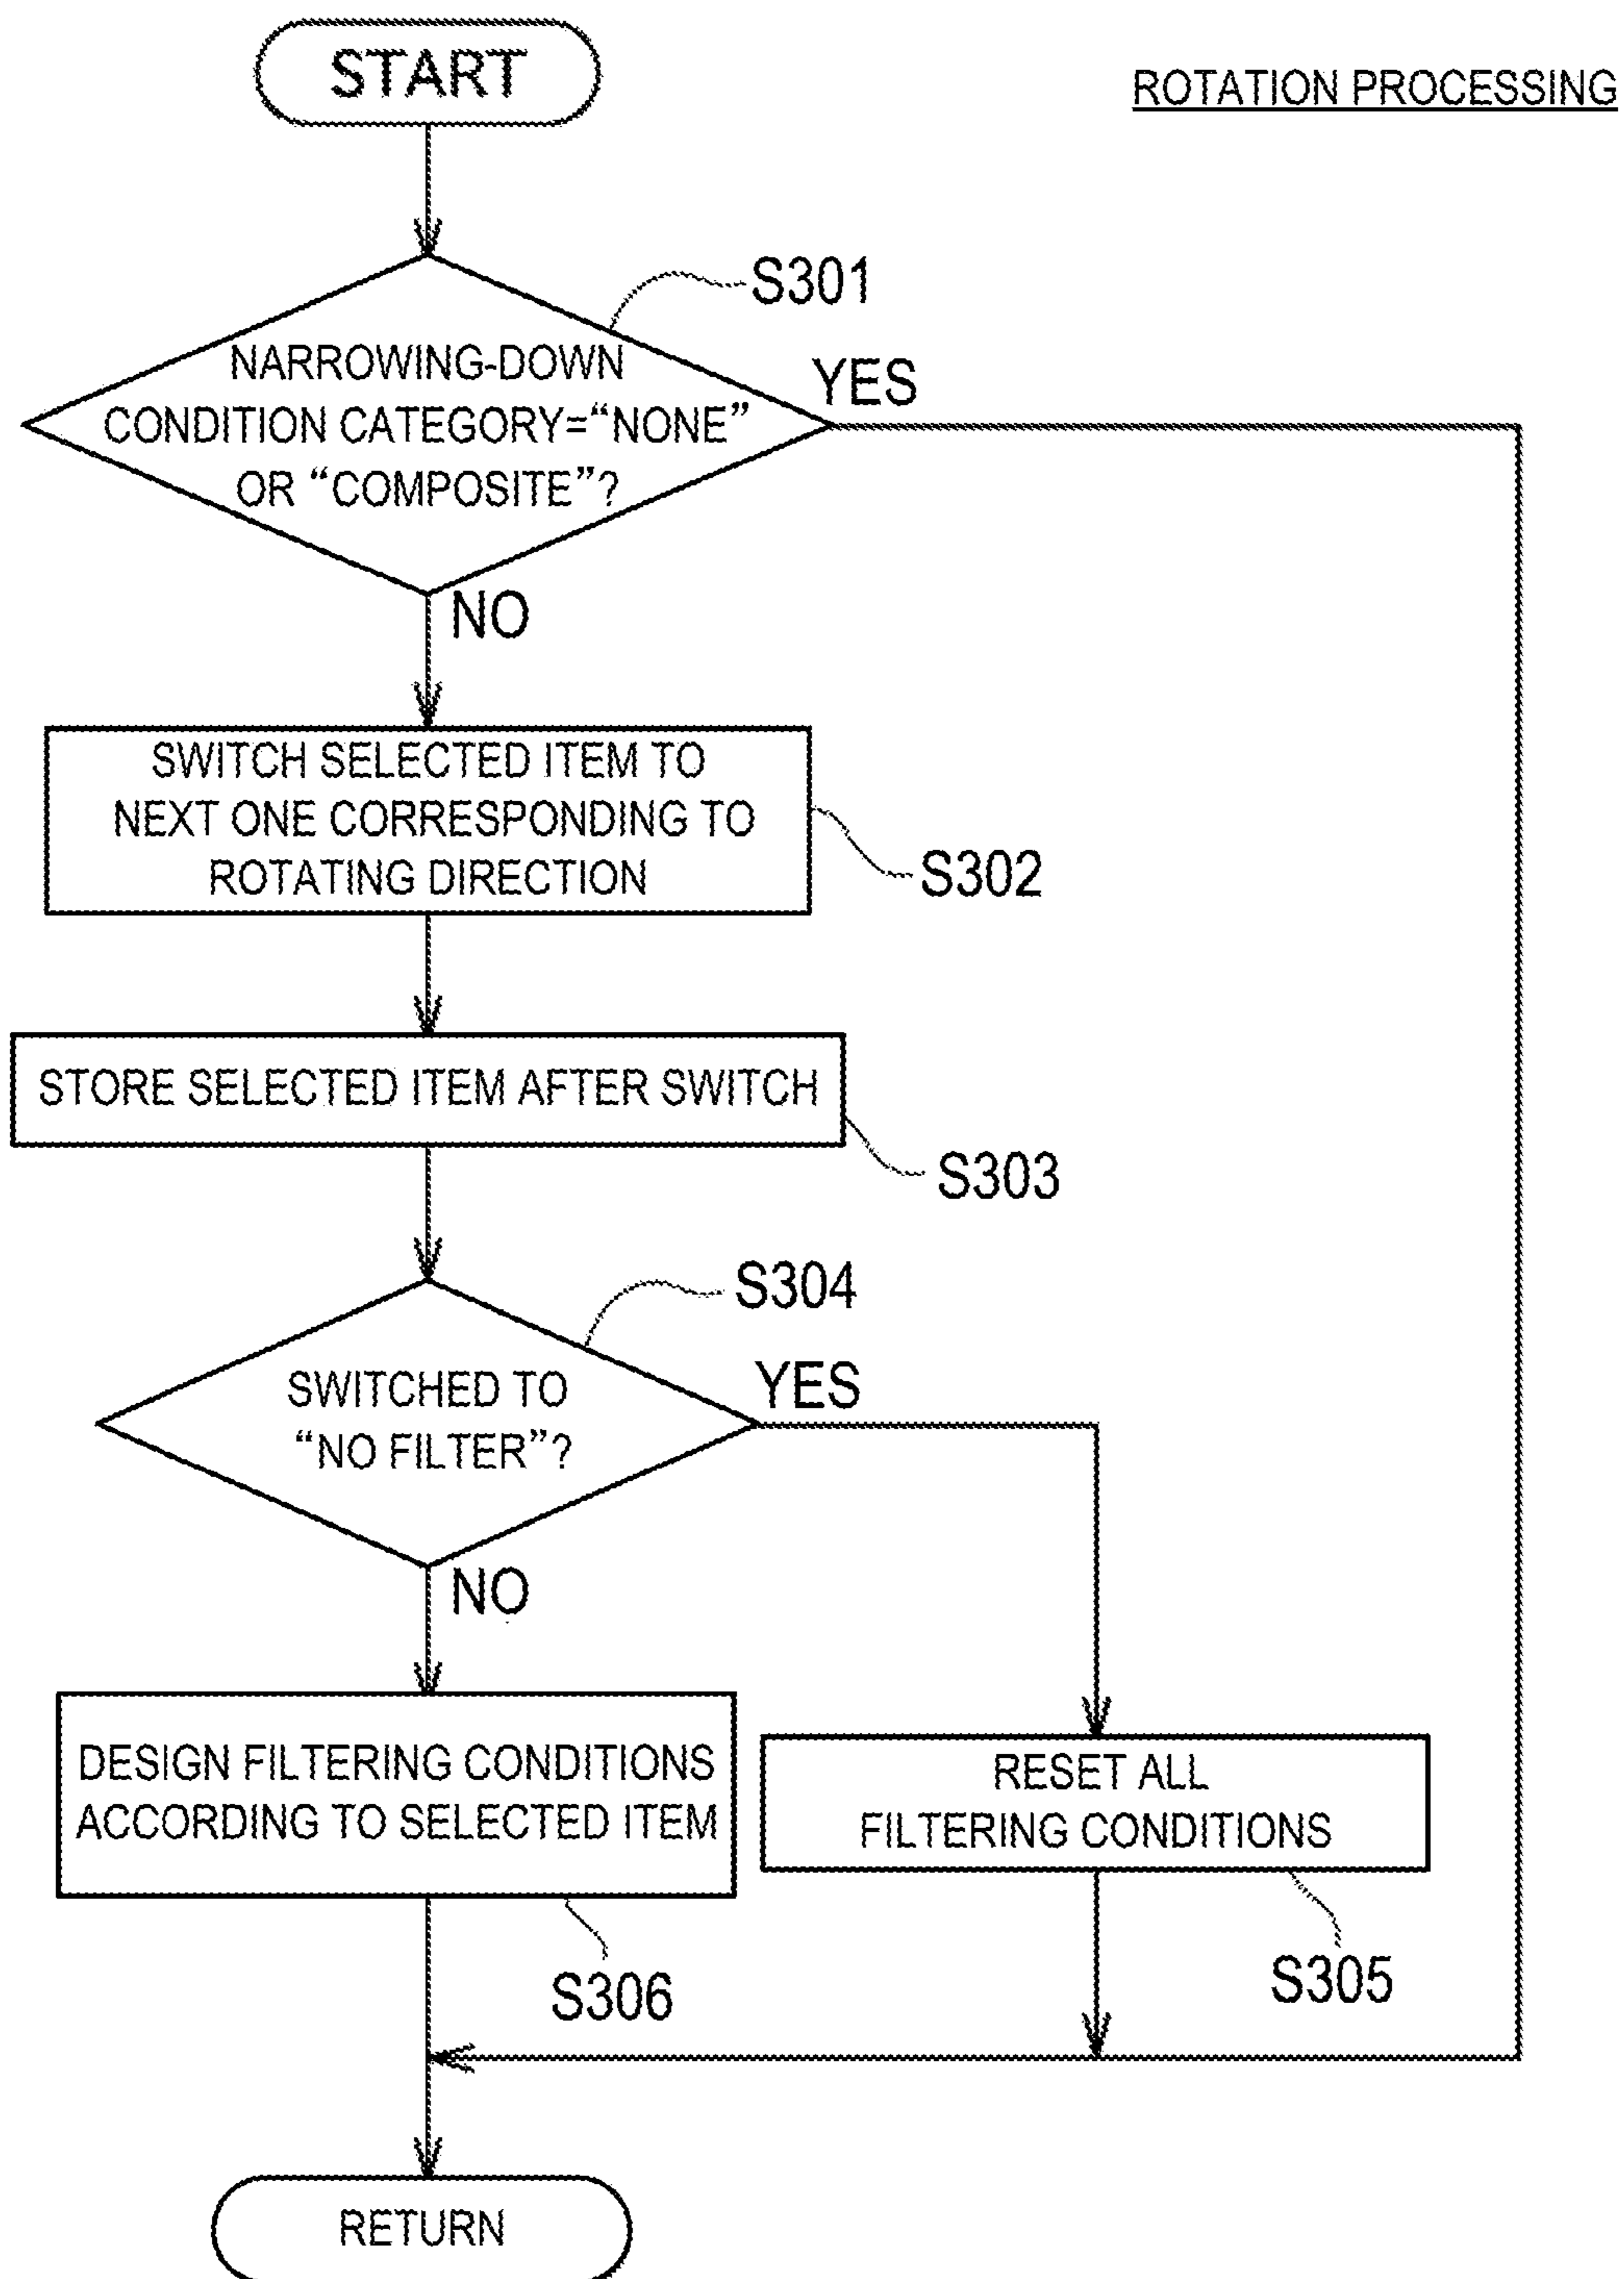 START
ROTATION PROCESSING
S301
NARROWING-DOWN
CONDITION CATEGORY=“NONE”
OR “COMPOSITE”?
YES
NO
SWITCH SELECTED ITEM TO
NEXT ONE CORRESPONDING TO
ROTATING DIRECTION
S302
STORE SELECTED ITEM AFTER SWITCH
S303
S304
SWITCHED TO
“NO FILTER”?
YES
NO
DESIGN FILTERING CONDITIONS
ACCORDING TO SELECTED ITEM
RESET ALL
FILTERING CONDITIONS
S306
S305
RETURN